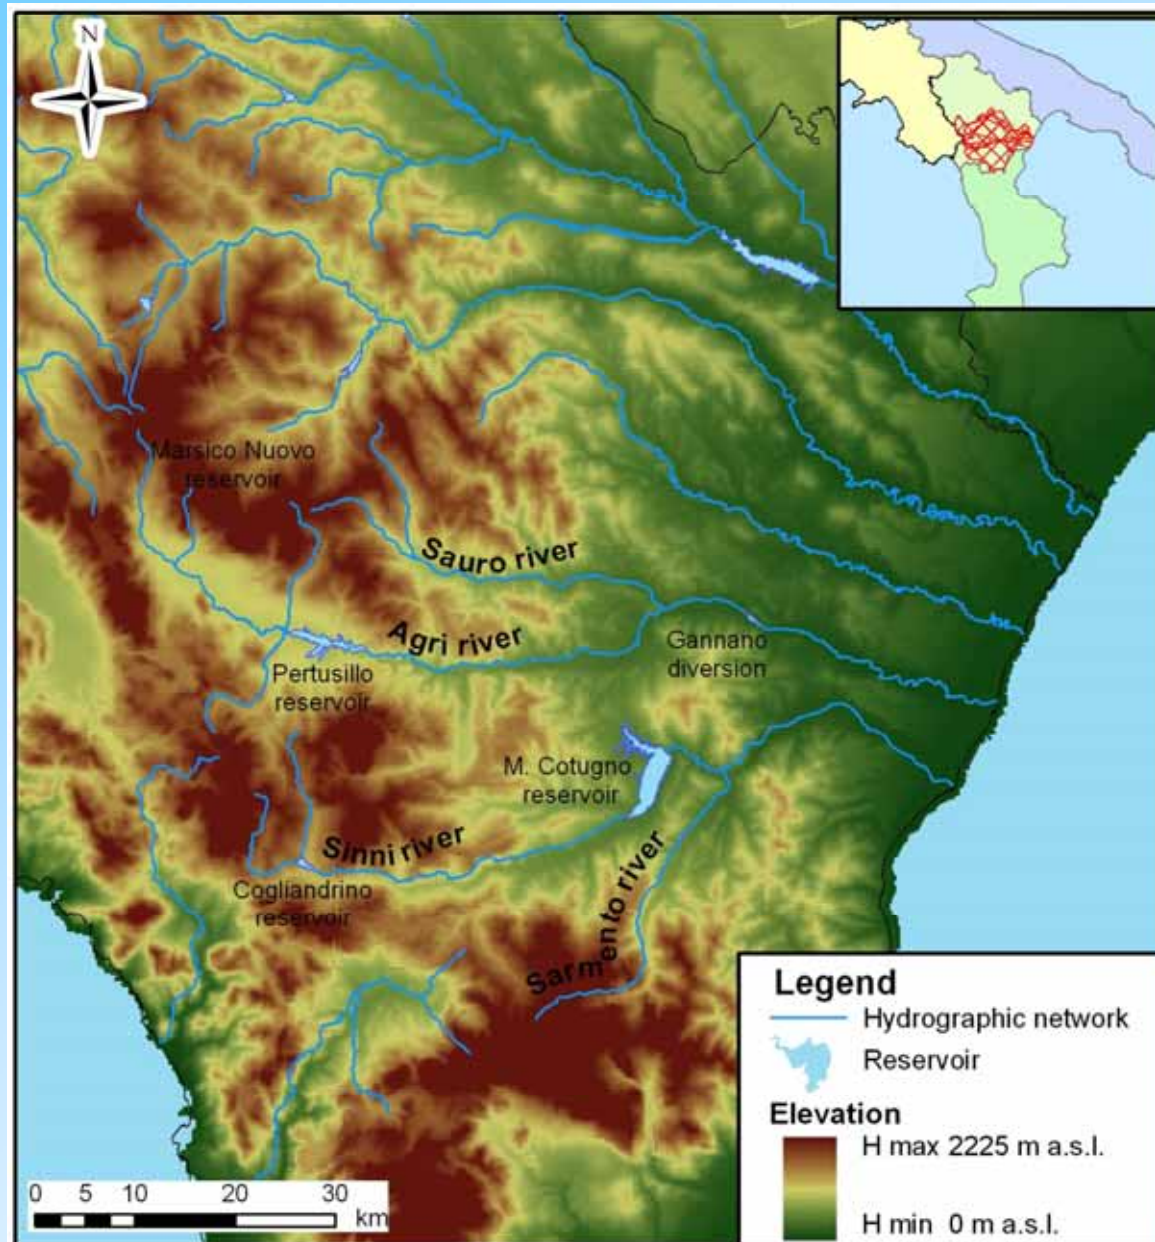 N
Marsico Nuovo
reservoir
Sauro river
Agri river
Gannano
diversion
Pertusillo
reservoir
M. Cotugno
reservoir
Sinni river
Cogliandrino
reservoir
Sarmento river
Legend
Hydrographic network
Reservoir
Elevation
H max 2225 m a.s.l.
H min 0 m a.s.l.
0 5 10 20 30
km